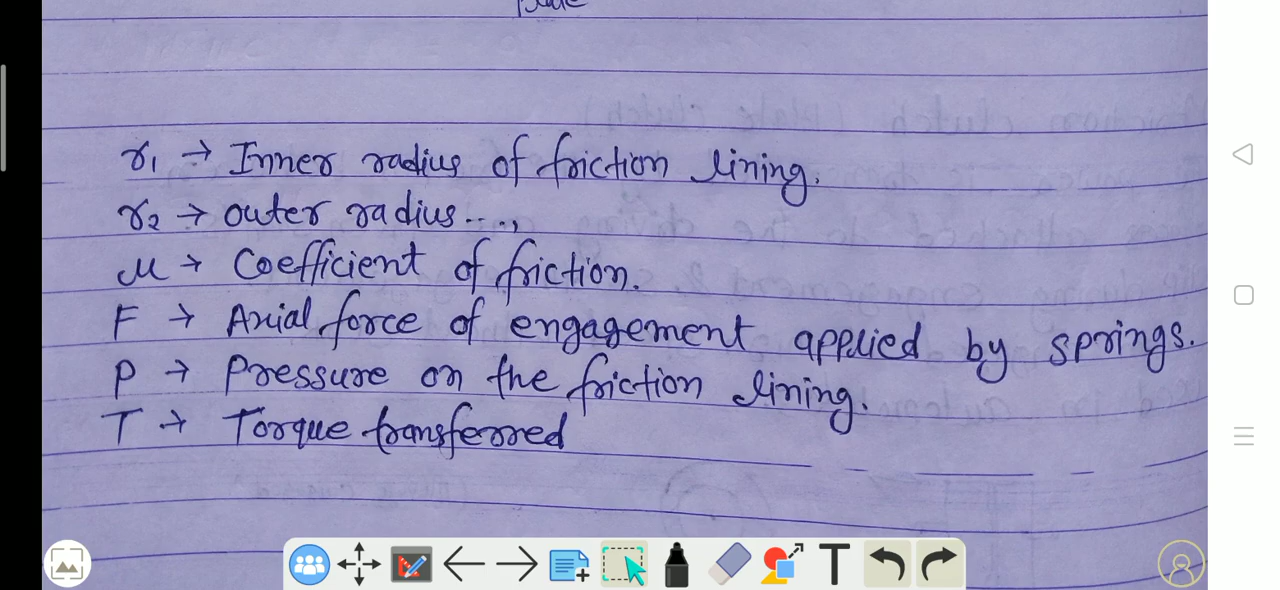 r₁ → Inner radius of friction lining.
r₂ → outer radius....,
μ → Coefficient of friction.
F → Axial force of engagement applied by springs.
P → Pressure on the friction lining.
T → Torque transferred
T